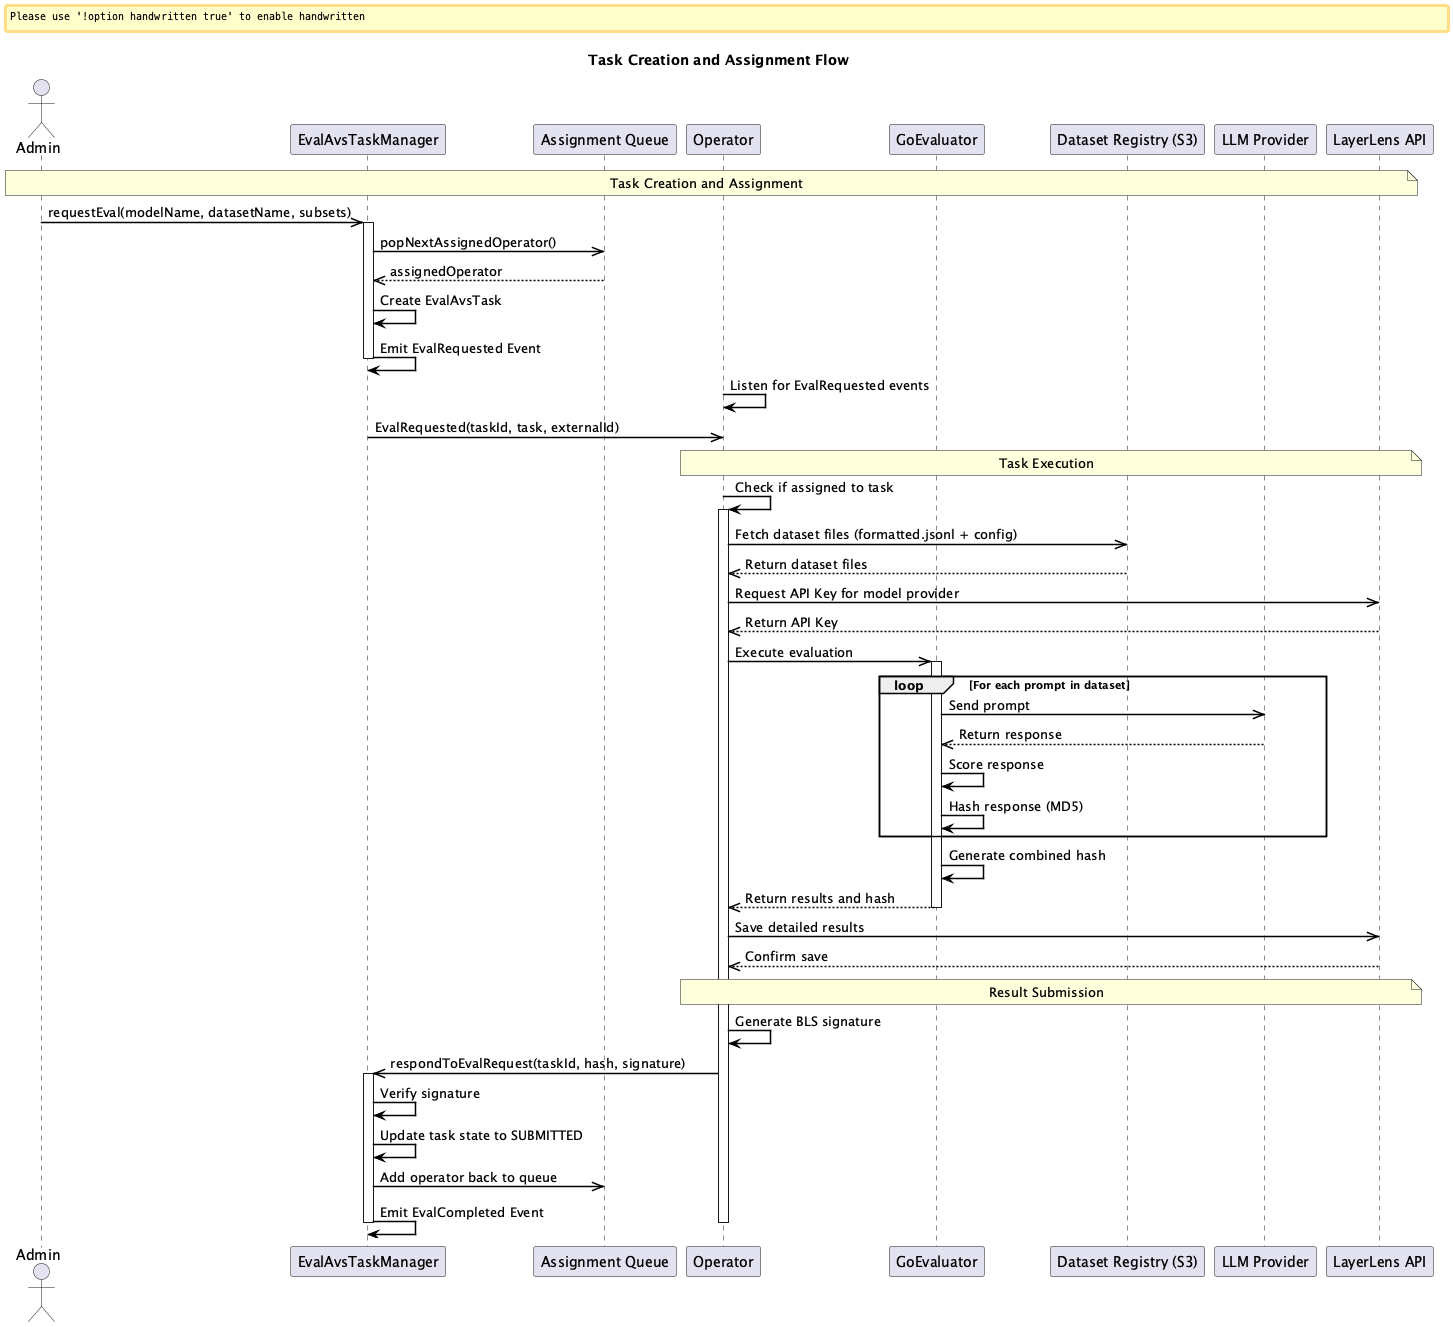 Please use '!option handwritten true' to enable handwritten
Task Creation and Assignment Flow
Admin
EvalAvsTaskManager
Assignment Queue
Operator
GoEvaluator
Dataset Registry (S3)
LLM Provider
LayerLens API
Task Creation and Assignment
requestEval(modelName, datasetName, subsets)
popNextAssignedOperator()
assignedOperator
Create EvalAvsTask
Emit EvalRequested Event
Listen for EvalRequested events
EvalRequested(taskId, task, externalId)
Task Execution
Check if assigned to task
Fetch dataset files (formatted.jsonl + config)
Return dataset files
Request API Key for model provider
Return API Key
Execute evaluation
loop
[For each prompt in dataset]
Send prompt
Return response
Score response
Hash response (MD5)
Generate combined hash
Return results and hash
Save detailed results
Confirm save
Result Submission
Generate BLS signature
respondToEvalRequest(taskId, hash, signature)
Verify signature
Update task state to SUBMITTED
Add operator back to queue
Emit EvalCompleted Event
Admin
EvalAvsTaskManager
Assignment Queue
Operator
GoEvaluator
Dataset Registry (S3)
LLM Provider
LayerLens API